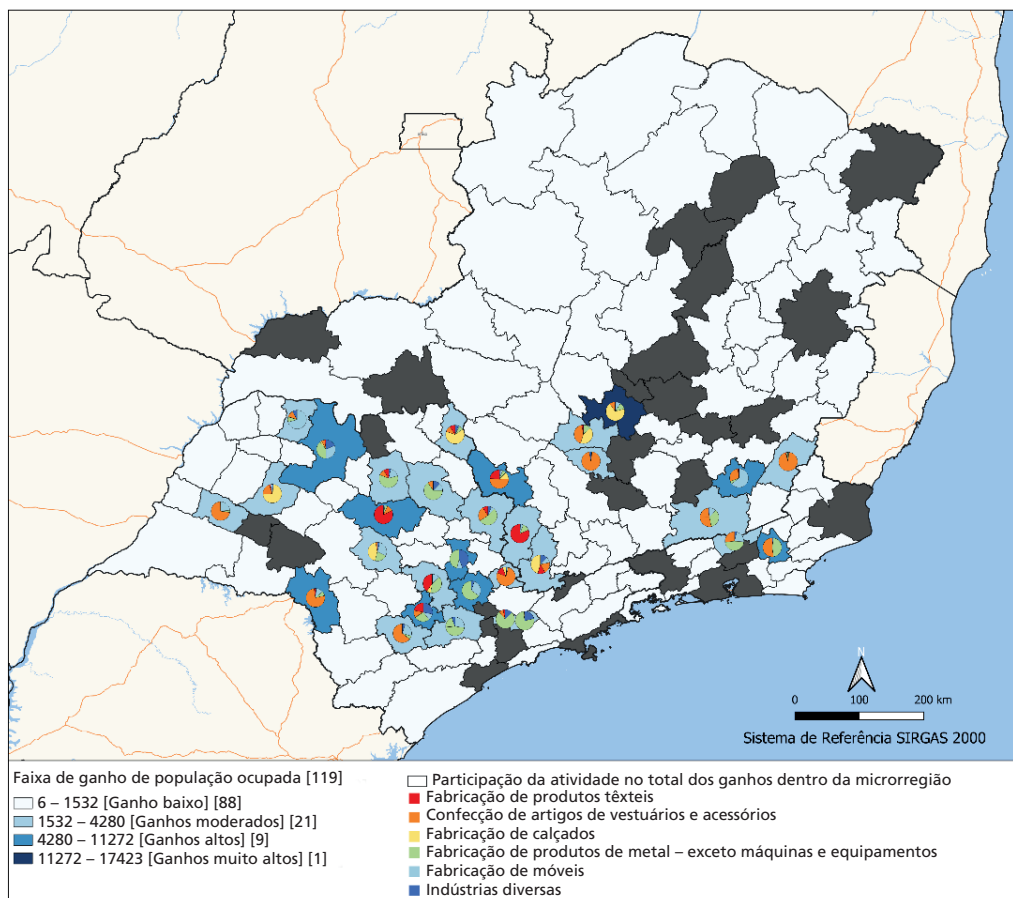 N
0 100 200 km
Sistema de Referência SIRGAS 2000
Faixa de ganho de população ocupada [119]
6 – 1532 [Ganho baixo] [88]
1532 – 4280 [Ganhos moderados] [21]
4280 – 11272 [Ganhos altos] [9]
11272 – 17423 [Ganhos muito altos] [1]
Participação da atividade no total dos ganhos dentro da microrregião
Fabricação de produtos têxteis
Confecção de artigos de vestuários e acessórios
Fabricação de calçados
Fabricação de produtos de metal – exceto máquinas e equipamentos
Fabricação de móveis
Indústrias diversas